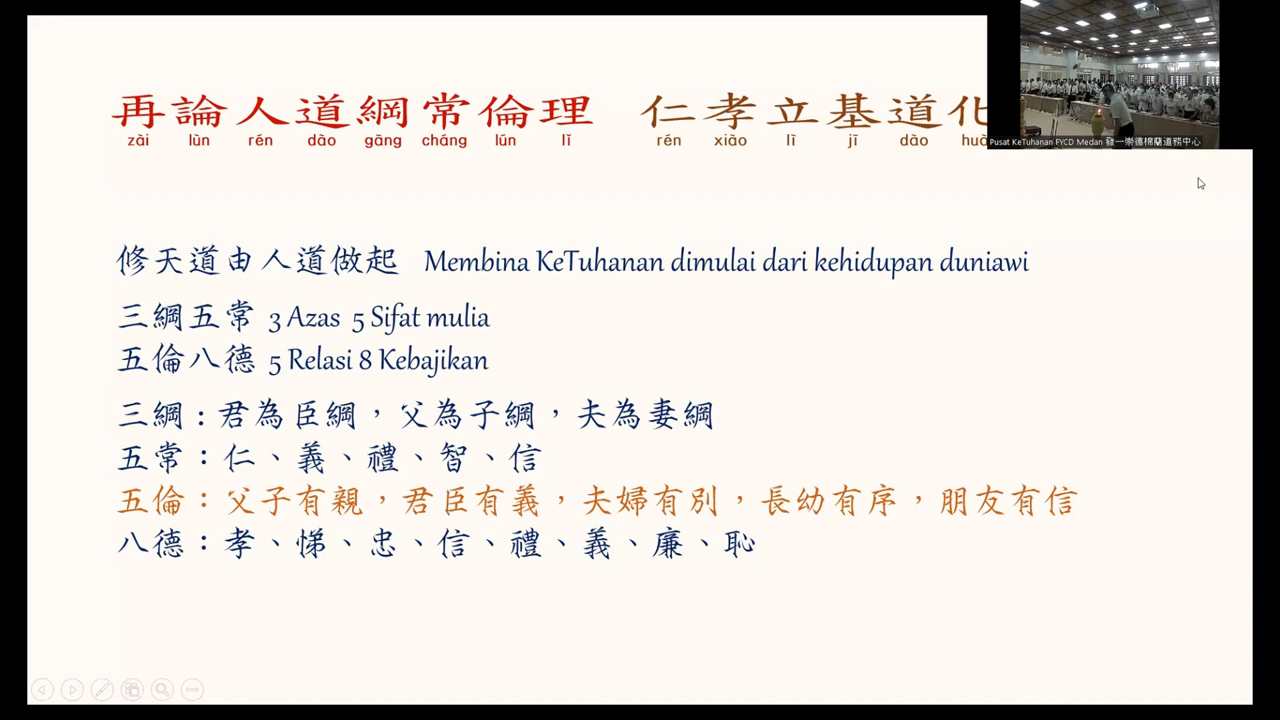 再論人道綱常倫理 仁孝立基道化
zài lùn rén dào gāng cháng lún lǐ rén xiào lì jī dào huà
Pusat KeTuhanan FYCD Medan 發一崇德棉蘭道務中心
修天道由人道做起 Membina KeTuhanan dimulai dari kehidupan duniawi
三綱五常 3 Azas 5 Sifat mulia
五倫八德 5 Relasi 8 Kebajikan
三綱：君為臣綱，父為子綱，夫為妻綱
五常：仁、義、禮、智、信
五倫：父子有親，君臣有義，夫婦有別，長幼有序，朋友有信
八德：孝、悌、忠、信、禮、義、廉、恥